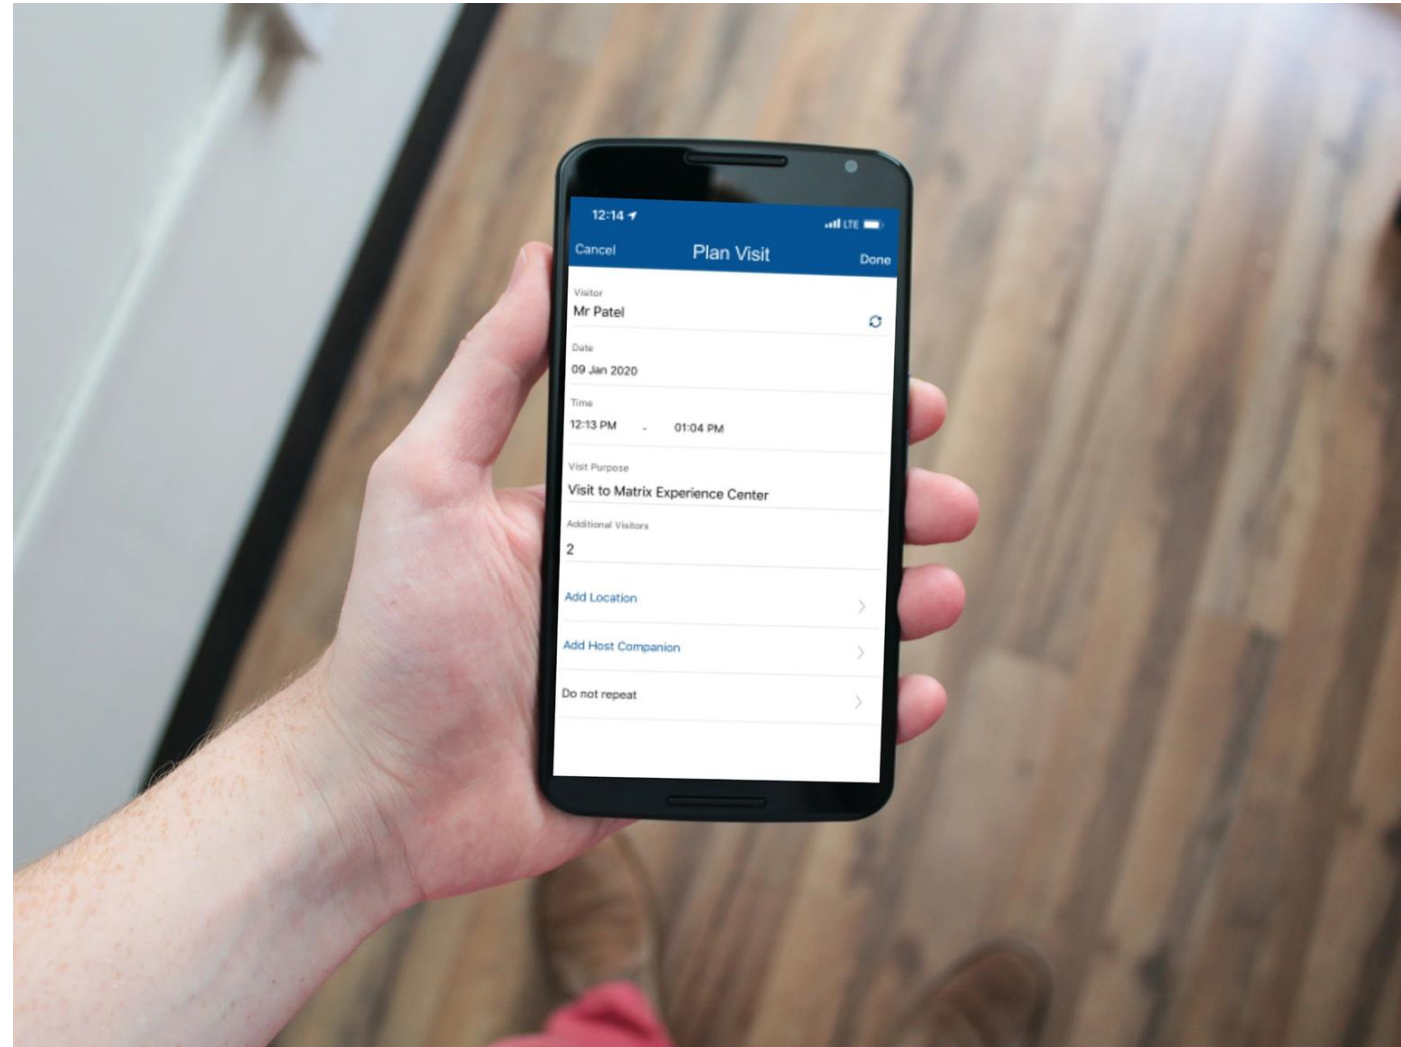 12:14
LTE
Cancel Plan Visit Done
Visitor
Mr Patel
Date
09 Jan 2020
Time
12:13 PM - 01:04 PM
Visit Purpose
Visit to Matrix Experience Center
Additional Visitors
2
Add Location
Add Host Companion
Do not repeat